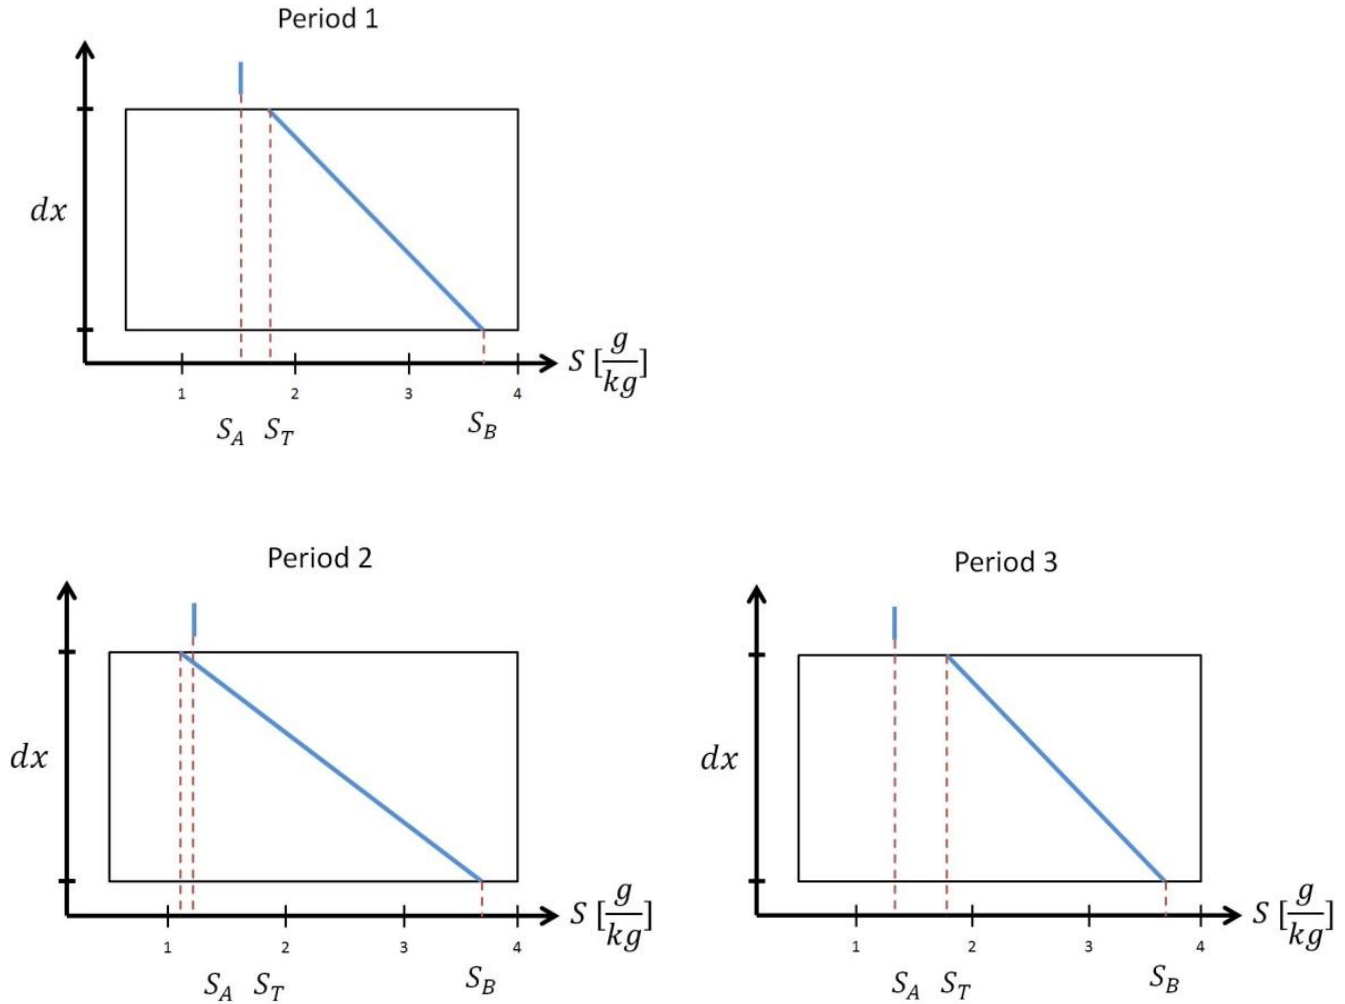 Period 1
dx
S [g/kg]
1 2 3 4
S_A S_T S_B
Period 2
dx
S [g/kg]
1 2 3 4
S_A S_T S_B
Period 3
dx
S [g/kg]
1 2 3 4
S_A S_T S_B